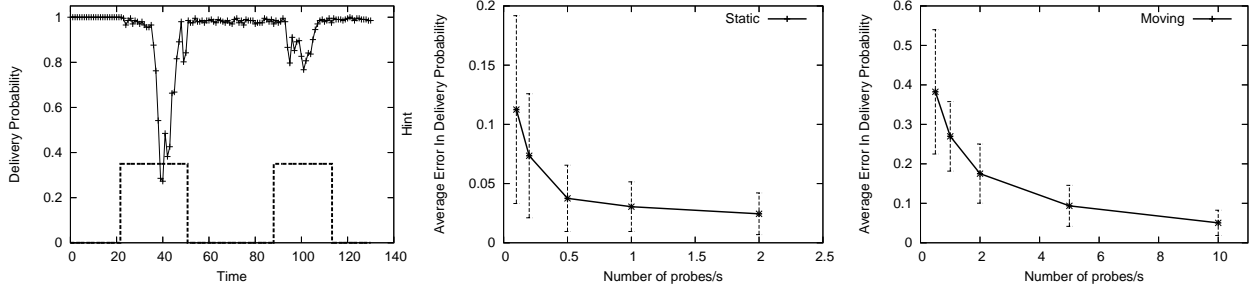 Delivery Probability
1
0.8
0.6
0.4
0.2
0
0 20 40 60 80 100 120 140
Time
Hint
Average Error In Delivery Probability
0.2
0.15
0.1
0.05
0
0 0.5 1 1.5 2 2.5
Number of probes/s
Static
Average Error In Delivery Probability
0.6
0.5
0.4
0.3
0.2
0.1
0
0 2 4 6 8 10
Number of probes/s
Moving